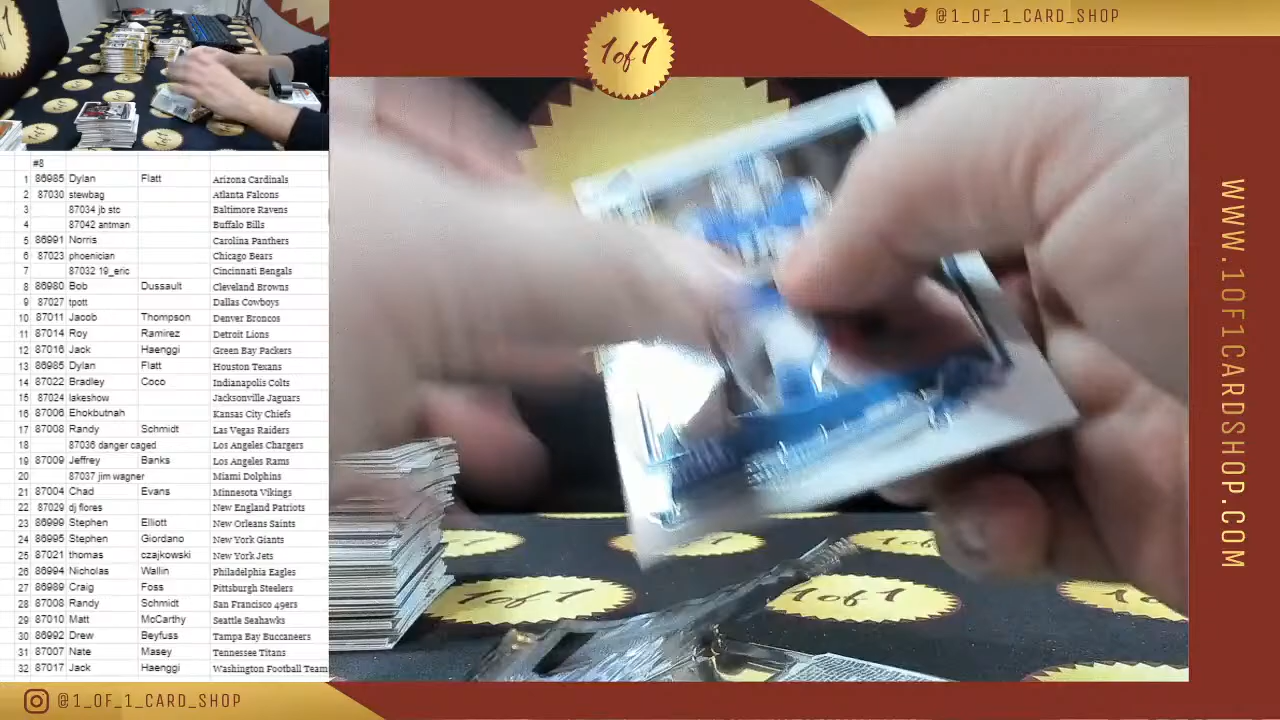 @1_OF_1_CARD_SHOP
1of1
#8
1 86985 Dylan Flatt Arizona Cardinals
2 87030 stewbag Atlanta Falcons
3 87034 jb stc Baltimore Ravens
4 87042 antman Buffalo Bills
5 86991 Norris Carolina Panthers
6 87023 phoenician Chicago Bears
7 87032 19_eric Cincinnati Bengals
8 86980 Bob Dussault Cleveland Browns
9 87027 tpott Dallas Cowboys
10 87011 Jacob Thompson Denver Broncos
11 87014 Roy Ramirez Detroit Lions
12 87016 Jack Haenggi Green Bay Packers
13 86985 Dylan Flatt Houston Texans
14 87022 Bradley Coco Indianapolis Colts
15 87024 lakeshow Jacksonville Jaguars
16 87006 Ehokbutnah Kansas City Chiefs
17 87008 Randy Schmidt Las Vegas Raiders
18 87036 danger caged Los Angeles Chargers
19 87009 Jeffrey Banks Los Angeles Rams
20 87037 jim wagner Miami Dolphins
21 87004 Chad Evans Minnesota Vikings
22 87029 dj flores New England Patriots
23 86999 Stephen Elliott New Orleans Saints
24 86995 Stephen Giordano New York Giants
25 87021 thomas czajkowski New York Jets
26 86994 Nicholas Wallin Philadelphia Eagles
27 86989 Craig Foss Pittsburgh Steelers
28 87008 Randy Schmidt San Francisco 49ers
29 87010 Matt McCarthy Seattle Seahawks
30 86992 Drew Beyfuss Tampa Bay Buccaneers
31 87007 Nate Masey Tennessee Titans
32 87017 Jack Haenggi Washington Football Team
1of1
1of1
1of1
WWW.1OF1CARDSHOP.COM
@1_OF_1_CARD_SHOP